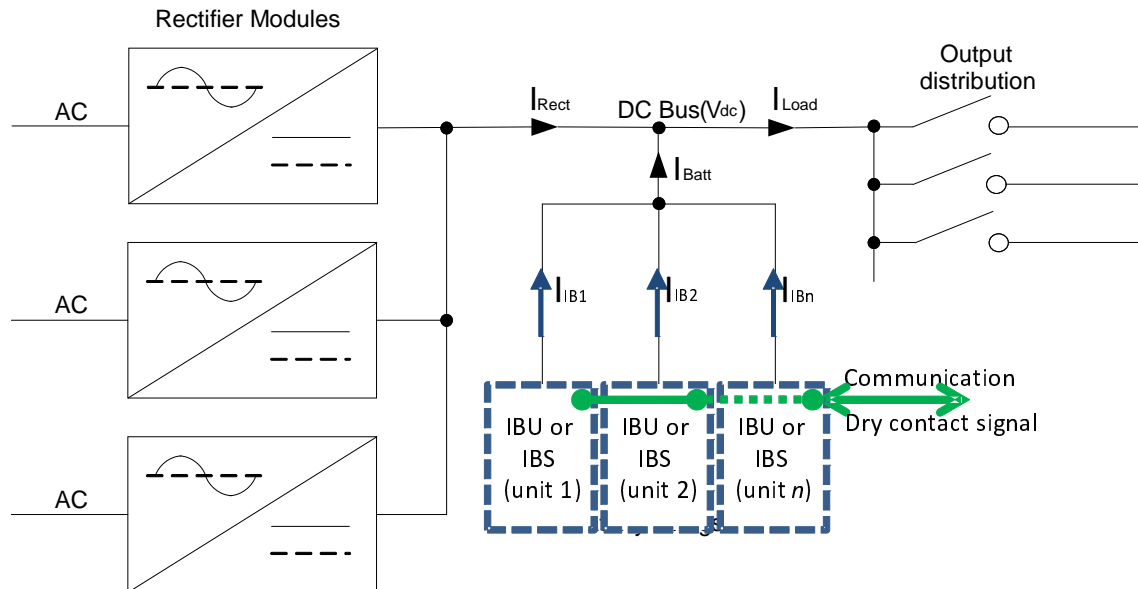 Rectifier Modules
AC
AC
AC
IRect
DC Bus(Vdc)
ILoad
Output
distribution
IBatt
IIB1
IIB2
IIBn
IBU or
IBS
(unit 1)
IBU or
IBS
(unit 2)
IBU or
IBS
(unit n)
Communication
Dry contact signal